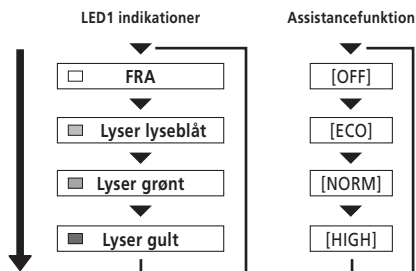 LED1 indikationer
Assistancefunktion
FRA
[OFF]
Lyser lyseblåt
[ECO]
Lyser grønt
[NORM]
Lyser gult
[HIGH]